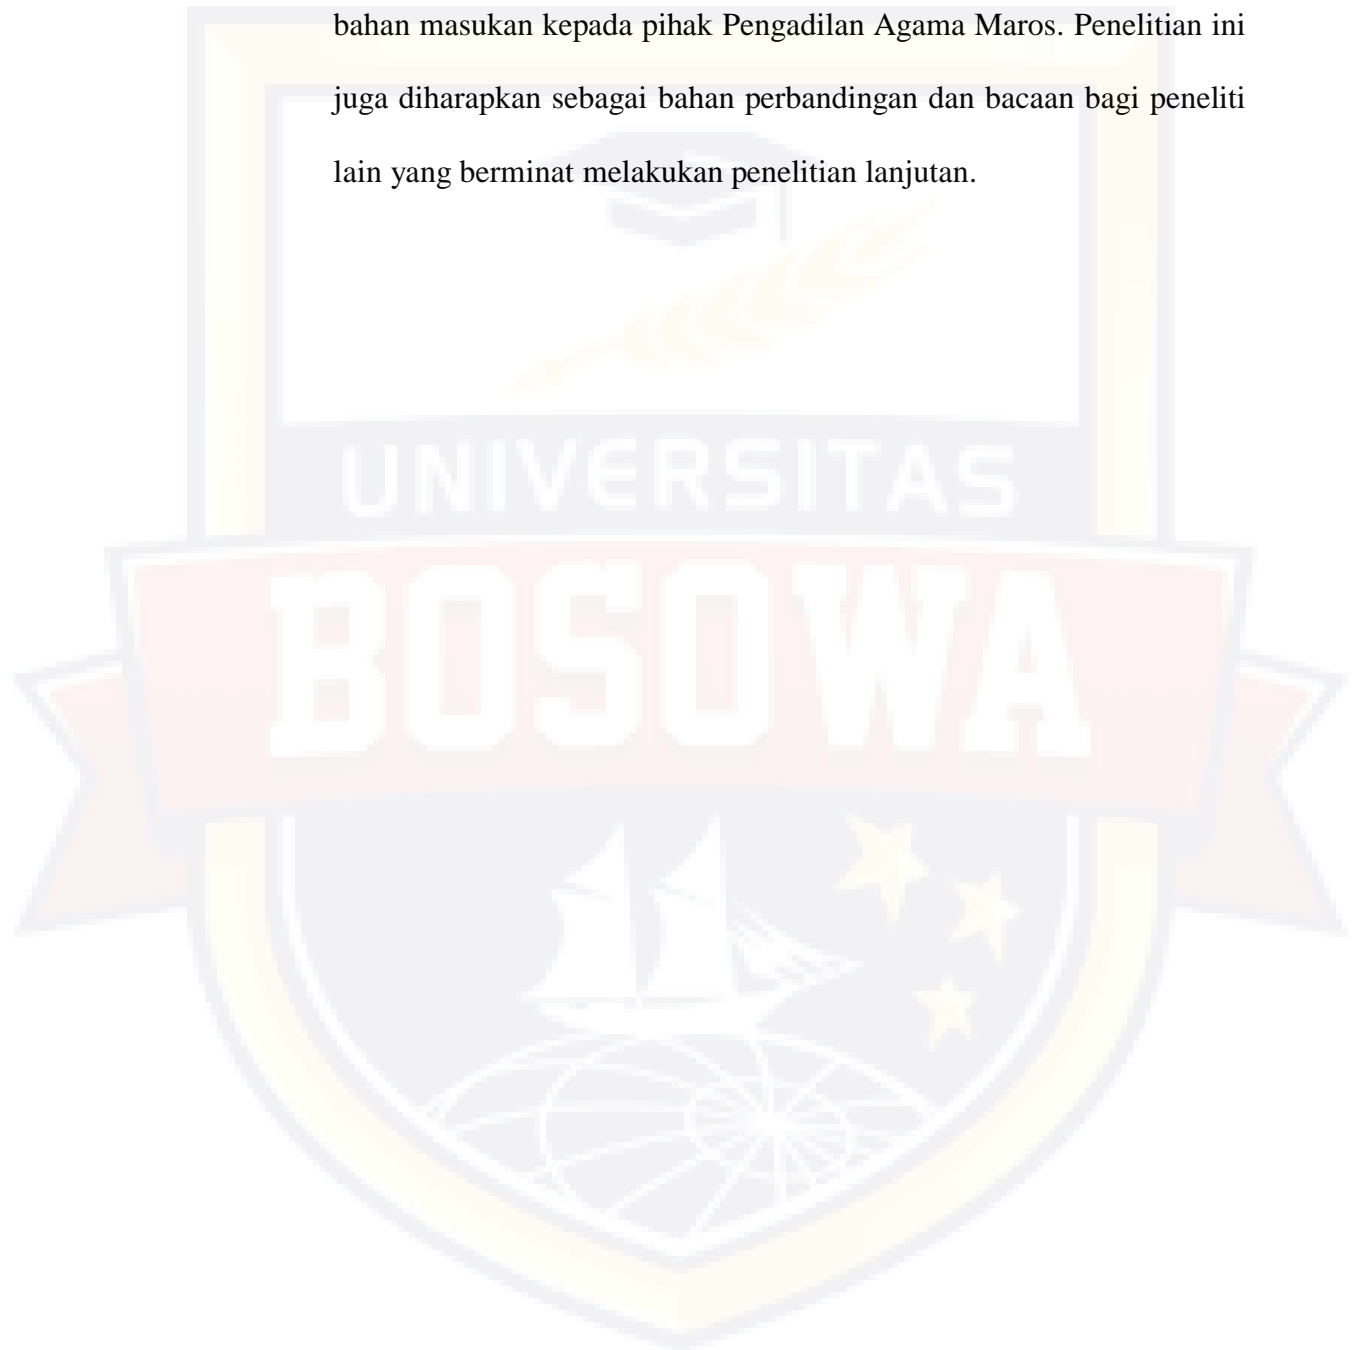 bahan masukan kepada pihak Pengadilan Agama Maros. Penelitian ini
juga diharapkan sebagai bahan perbandingan dan bacaan bagi peneliti
lain yang berminat melakukan penelitian lanjutan.
UNIVERSITAS
BOSOWA